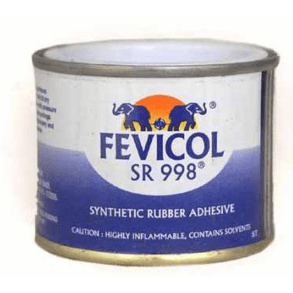 ®
FEVICOL
SR 998®
SYNTHETIC RUBBER ADHESIVE
CAUTION : HIGHLY INFLAMMABLE, CONTAINS SOLVENTS